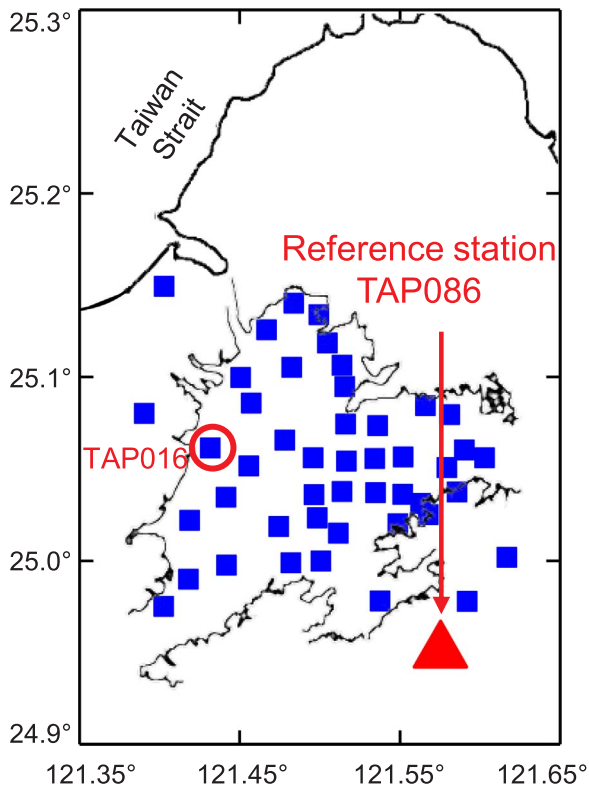 25.3°
Taiwan
Strait
25.2°
Reference station
TAP086
25.1°
TAP016
25.0°
24.9°
121.35° 121.45° 121.55° 121.65°